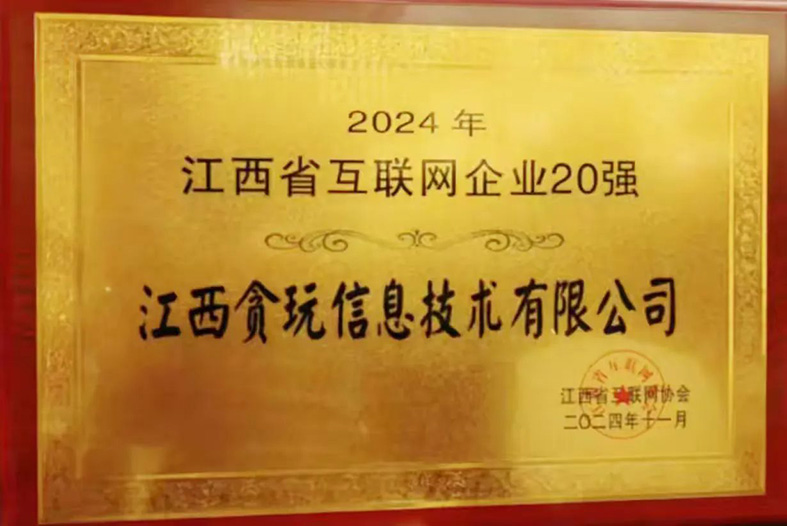 2024 年
江西省互联网企业20强
江西贪玩信息技术有限公司
江西省互联网协会
二〇二四年十一月